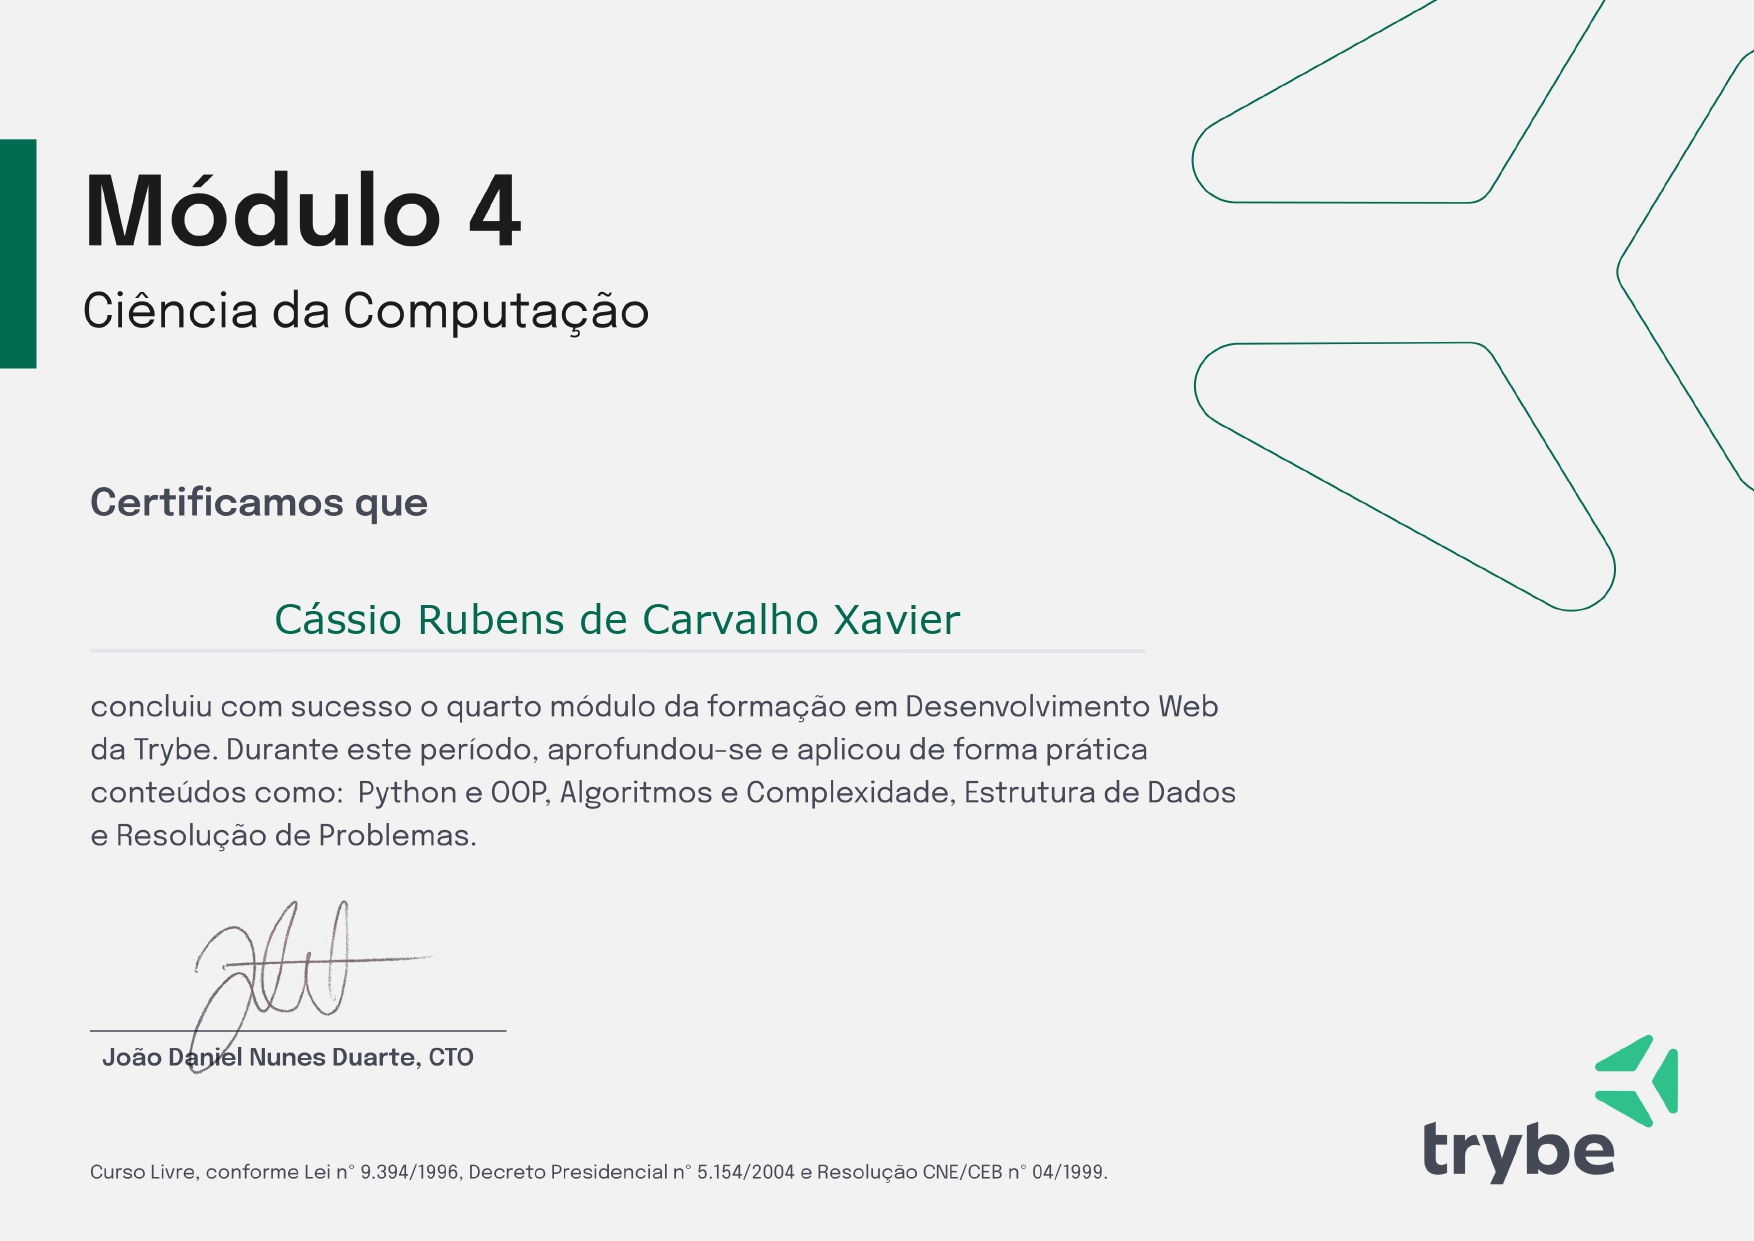 Módulo 4
Ciência da Computação
Certificamos que
Cássio Rubens de Carvalho Xavier
concluiu com sucesso o quarto módulo da formação em Desenvolvimento Web
da Trybe. Durante este período, aprofundou-se e aplicou de forma prática
conteúdos como: Python e OOP, Algoritmos e Complexidade, Estrutura de Dados
e Resolução de Problemas.
João Daniel Nunes Duarte, CTO
trybe
Curso Livre, conforme Lei n° 9.394/1996, Decreto Presidencial n° 5.154/2004 e Resolução CNE/CEB n° 04/1999.